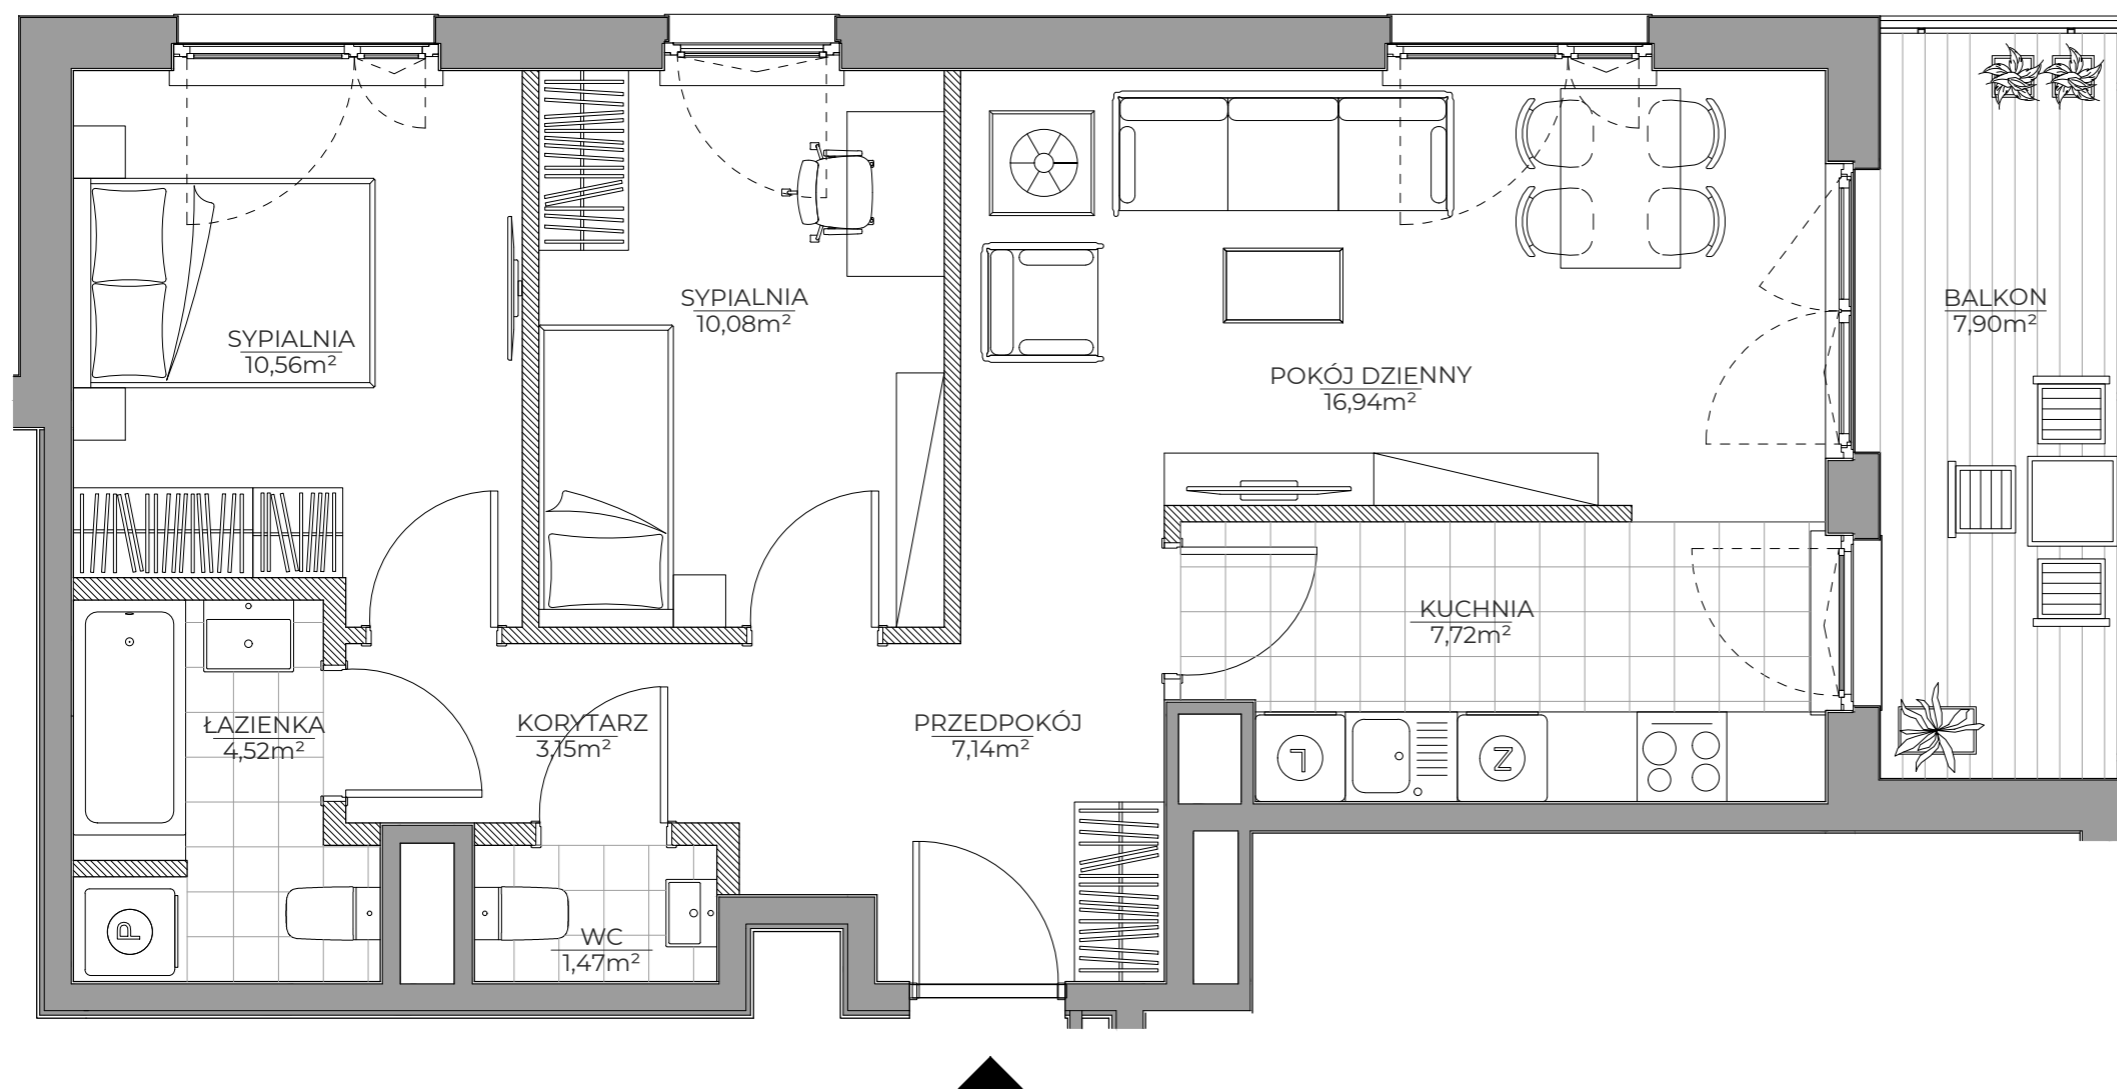 SYPIALNIA
10,56m²
SYPIALNIA
10,08m²
POKÓJ DZIENNY
16,94m²
BALKON
7,90m²
KUCHNIA
7,72m²
ŁAZIENKA
4,52m²
KORYTARZ
3,15m²
PRZEDPOKÓJ
7,14m²
L
Z
P
WC
1,47m²